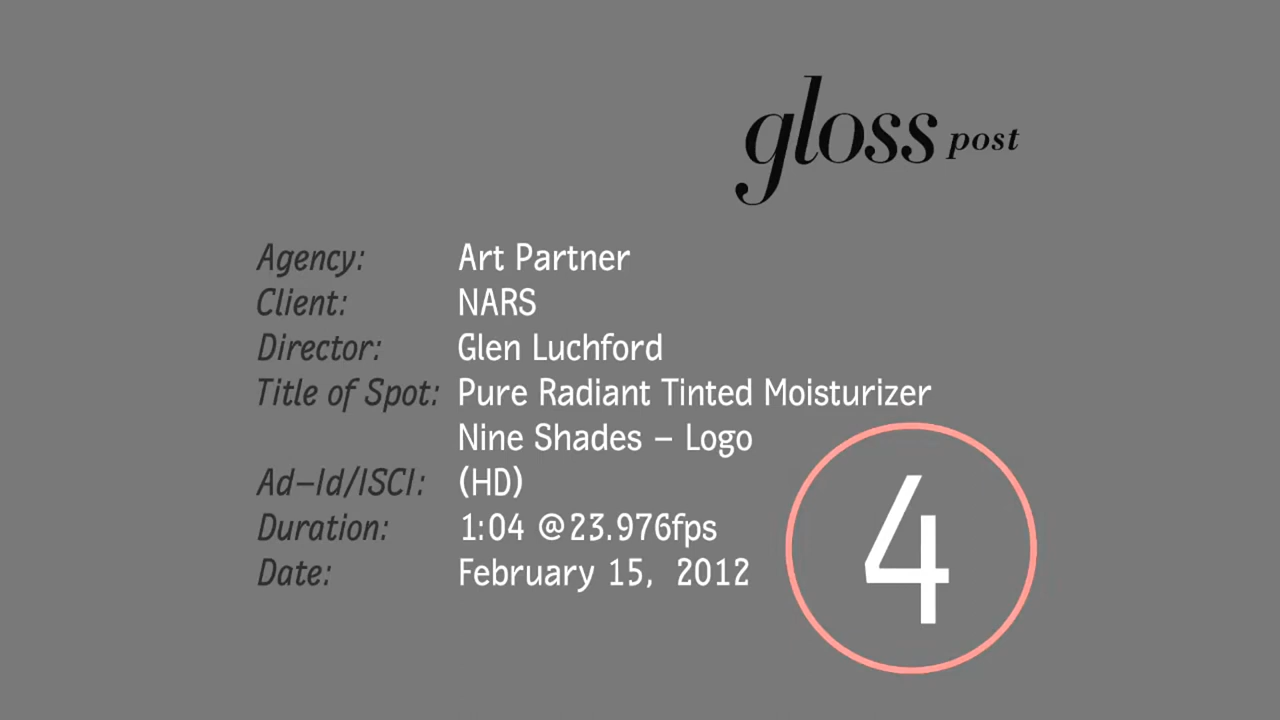 gloss post
Agency: Art Partner
Client: NARS
Director: Glen Luchford
Title of Spot: Pure Radiant Tinted Moisturizer
Nine Shades – Logo
Ad–Id/ISCI: (HD)
Duration: 1:04 @23.976fps
Date: February 15, 2012
4